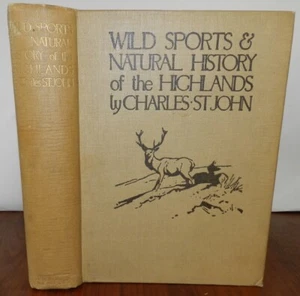 WILD SPORTS &
NATURAL HISTORY
of the HIGHLANDS
by CHARLES·ST JOHN